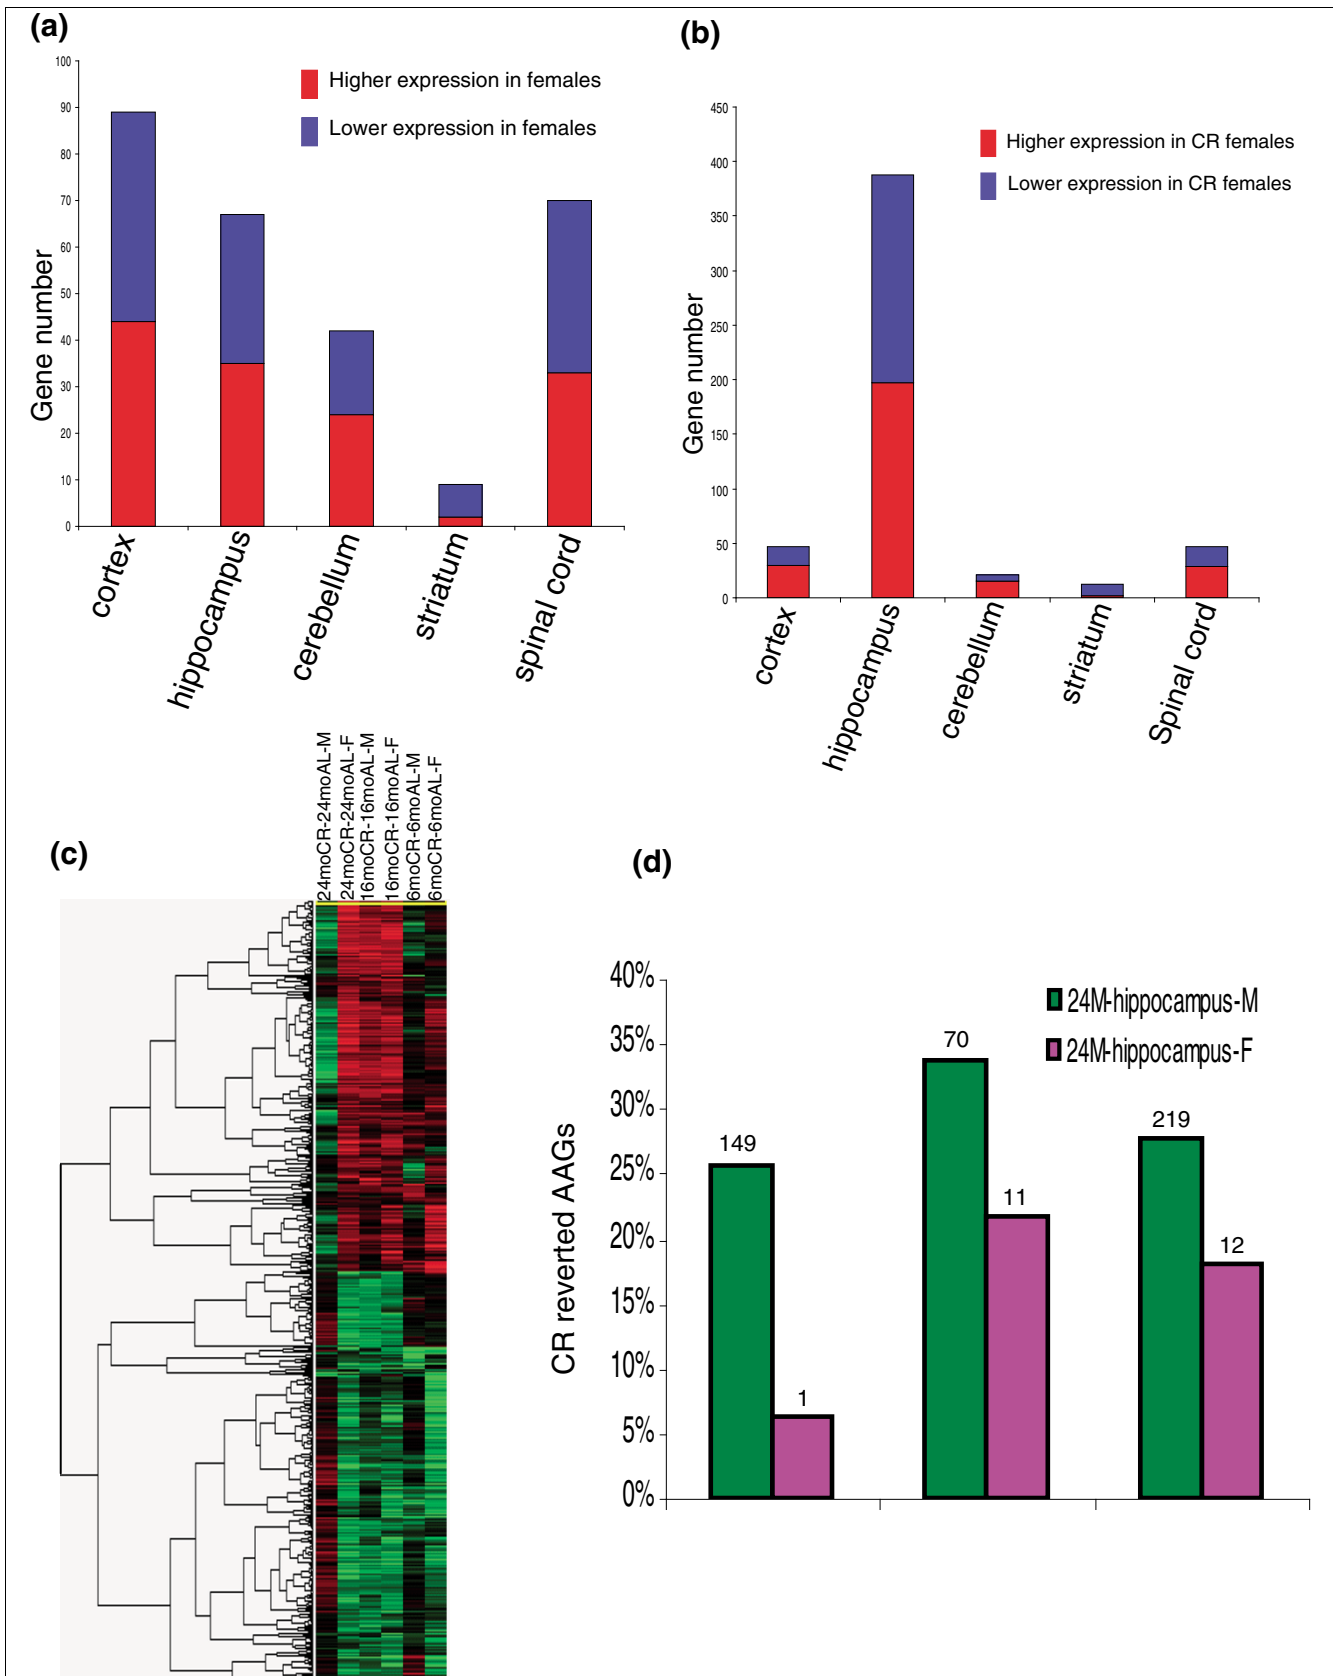 (a)
Higher expression in females
Lower expression in females
Gene number
100
90
80
70
60
50
40
30
20
10
0
cortex
hippocampus
cerebellum
striatum
spinal cord
(b)
Higher expression in CR females
Lower expression in CR females
Gene number
450
400
350
300
250
200
150
100
50
0
cortex
hippocampus
cerebellum
striatum
Spinal cord
(c)
24moCR-24moAL-M
24moCR-24moAL-F
16moCR-16moAL-M
16moCR-16moAL-F
6moCR-6moAL-M
6moCR-6moAL-F
(d)
24M-hippocampus-M
24M-hippocampus-F
CR reverted AAGs
40%
35%
30%
25%
20%
15%
10%
5%
0%
149
1
70
11
219
12